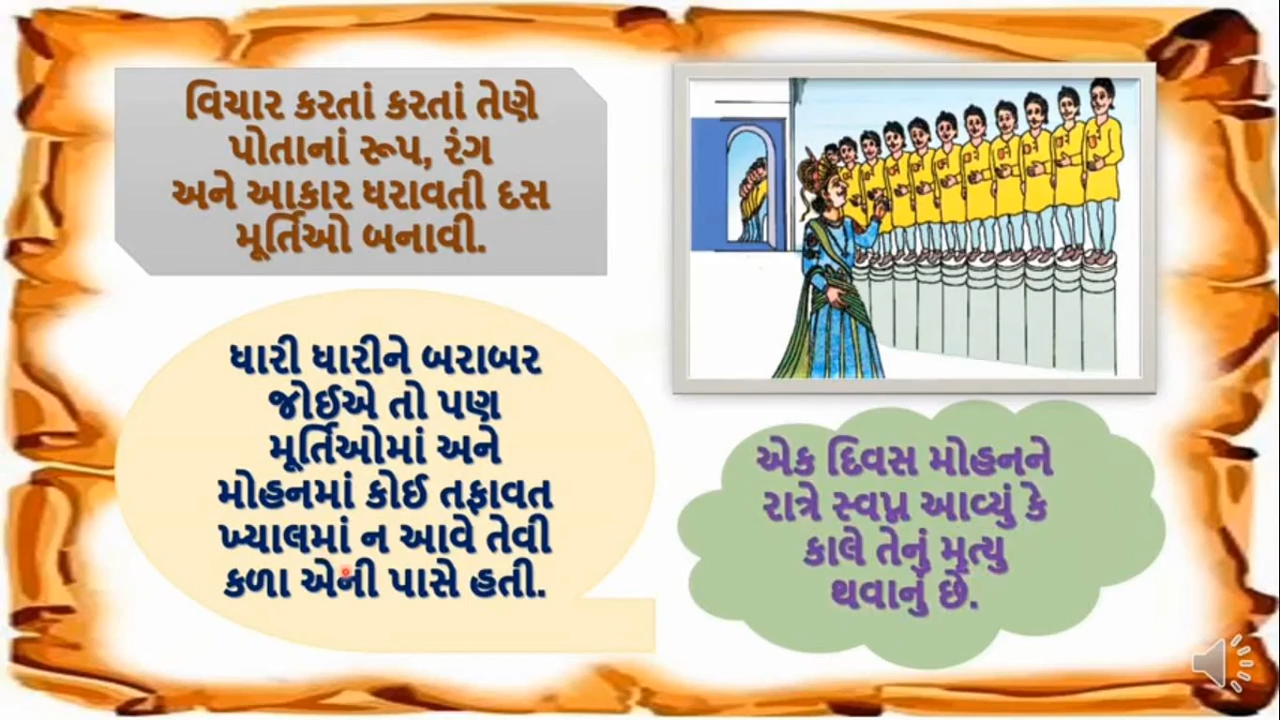 વિચાર કરતાં કરતાં તેણે
પોતાનાં રૂપ, રંગ
અને આકાર ધરાવતી દસ
મૂર્તિઓ બનાવી.
ધારી ધારીને બરાબર
જોઈએ તો પણ
મૂર્તિઓમાં અને
મોહનમાં કોઈ તફાવત
ખ્યાલમાં ન આવે તેવી
કળા એની પાસે હતી.
એક દિવસ મોહનને
રાત્રે સ્વપ્ન આવ્યું કે
કાલે તેનું મૃત્યુ
થવાનું છે.